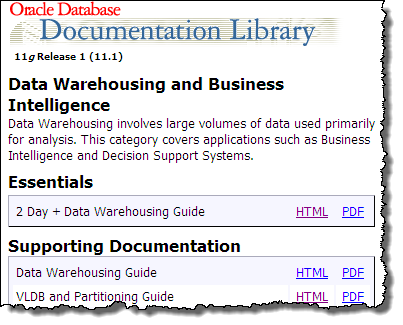 Oracle Database
Documentation Library
11g Release 1 (11.1)
Data Warehousing and Business
Intelligence
Data Warehousing involves large volumes of data used primarily
for analysis. This category covers applications such as Business
Intelligence and Decision Support Systems.
Essentials
2 Day + Data Warehousing Guide HTML PDF
Supporting Documentation
Data Warehousing Guide HTML PDF
VLDB and Partitioning Guide HTML PDF